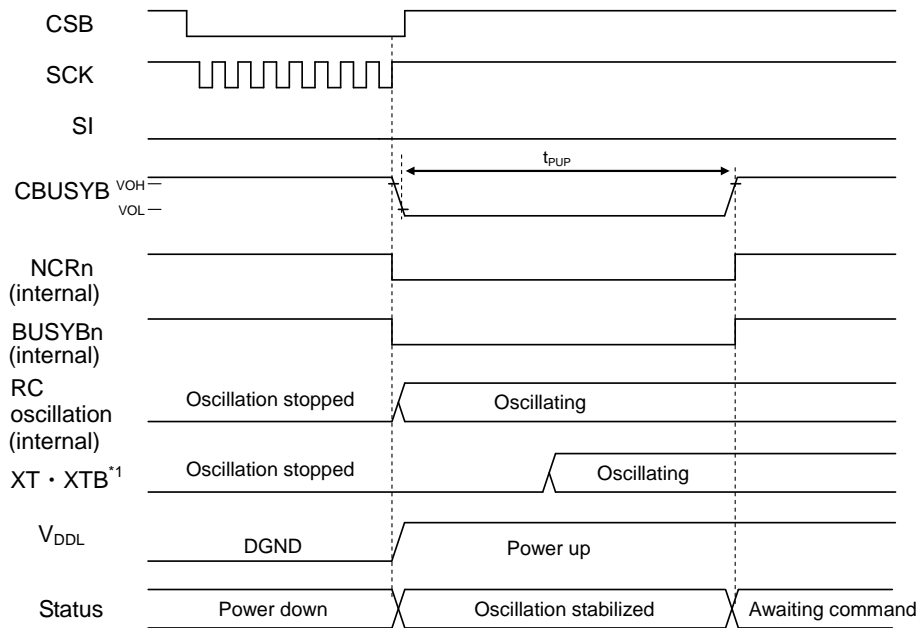 CSB
SCK
SI
tPUP
CBUSYB VOH
VOL
NCRn
(internal)
BUSYBn
(internal)
RC
oscillation
(internal)
Oscillation stopped Oscillating
XT・XTB*1 Oscillation stopped Oscillating
VDDL DGND Power up
Status Power down Oscillation stabilized Awaiting command